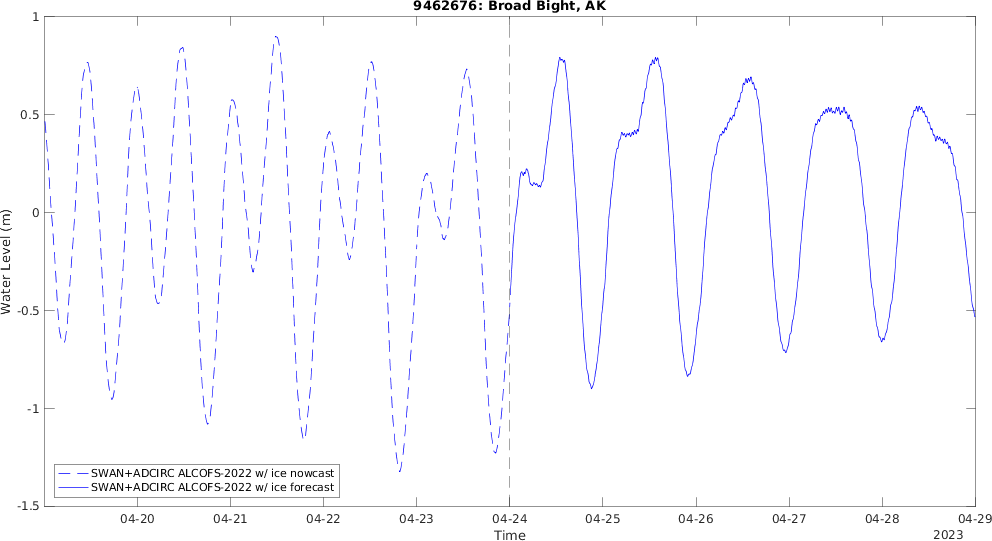 9462676: Broad Bight, AK
Water Level (m)
1
0.5
0
-0.5
-1
-1.5
SWAN+ADCIRC ALCOFS-2022 w/ ice nowcast
SWAN+ADCIRC ALCOFS-2022 w/ ice forecast
04-20 04-21 04-22 04-23 04-24 04-25 04-26 04-27 04-28 04-29
Time
2023